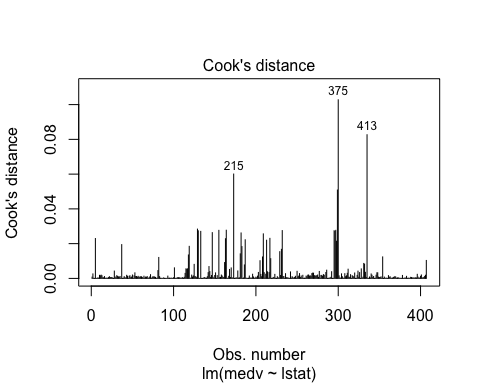 Cook's distance
375
413
215
Cook's distance
0.08
0.04
0.00
0 100 200 300 400
Obs. number
lm(medv ~ lstat)